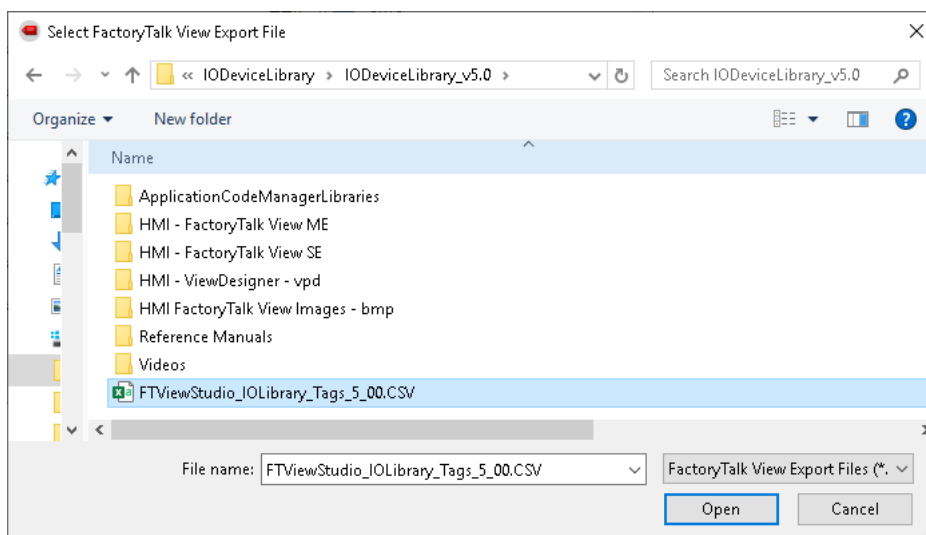 Select FactoryTalk View Export File
« IODeviceLibrary > IODeviceLibrary_v5.0 > Search IODeviceLibrary_v5.0
Organize New folder
Name
ApplicationCodeManagerLibraries
HMI - FactoryTalk View ME
HMI - FactoryTalk View SE
HMI - ViewDesigner - vpd
HMI FactoryTalk View Images - bmp
Reference Manuals
Videos
FTViewStudio_IOLibrary_Tags_5_00.CSV
File name: FTViewStudio_IOLibrary_Tags_5_00.CSV FactoryTalk View Export Files (*.
Open Cancel